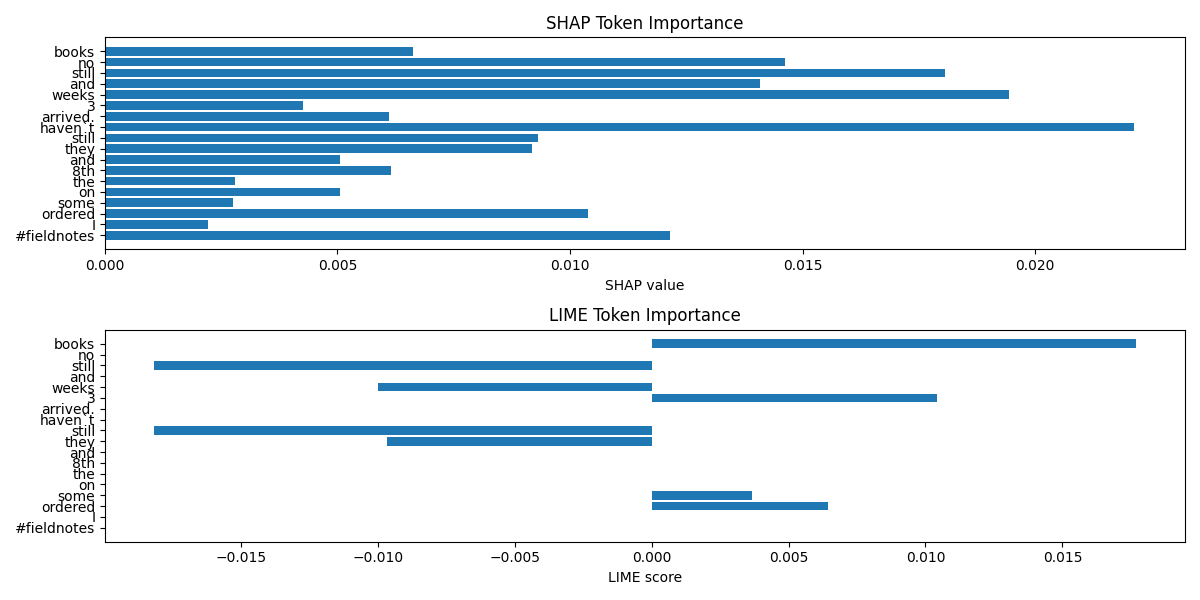 SHAP Token Importance
books
no
still
and
weeks
3
arrived.
haven`t
still
they
and
8th
the
on
some
ordered
I
#fieldnotes
0.000 0.005 0.010 0.015 0.020
SHAP value
LIME Token Importance
books
no
still
and
weeks
3
arrived.
haven`t
still
they
and
8th
the
on
some
ordered
I
#fieldnotes
−0.015 −0.010 −0.005 0.000 0.005 0.010 0.015
LIME score